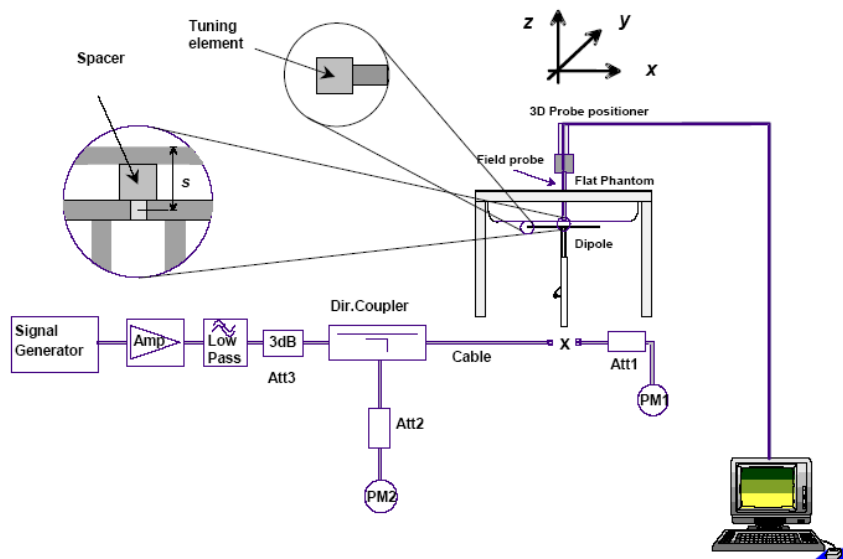 Tuning
element
Spacer
s
z
y
x
3D Probe positioner
Field probe
Flat Phantom
Dipole
Signal
Generator
Amp
Low
Pass
3dB
Att3
Dir.Coupler
Cable
X
Att1
PM1
Att2
PM2